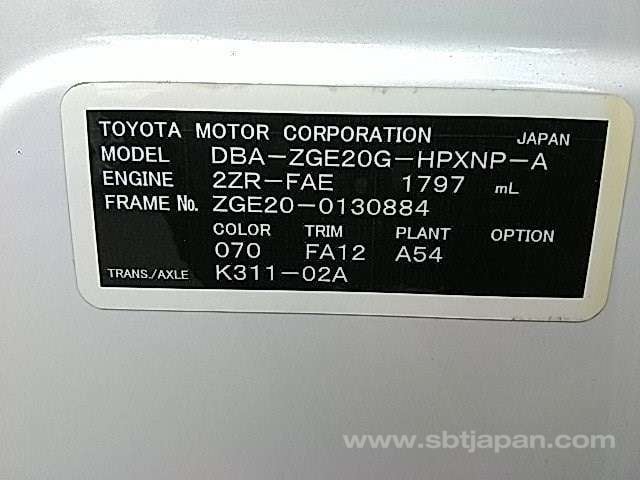 TOYOTA MOTOR CORPORATION JAPAN
MODEL DBA-ZGE20G-HPXNP-A
ENGINE 2ZR-FAE 1797 mL
FRAME No. ZGE20-0130884
COLOR TRIM PLANT OPTION
070 FA12 A54
TRANS./AXLE K311-02A
www.sbtjapan.com